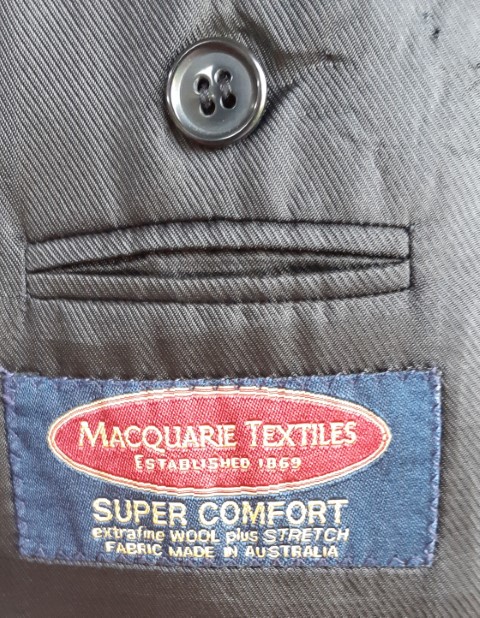 MACQUARIE TEXTILES
ESTABLISHED 1869
SUPER COMFORT
extrafine WOOL plus STRETCH
FABRIC MADE IN AUSTRALIA